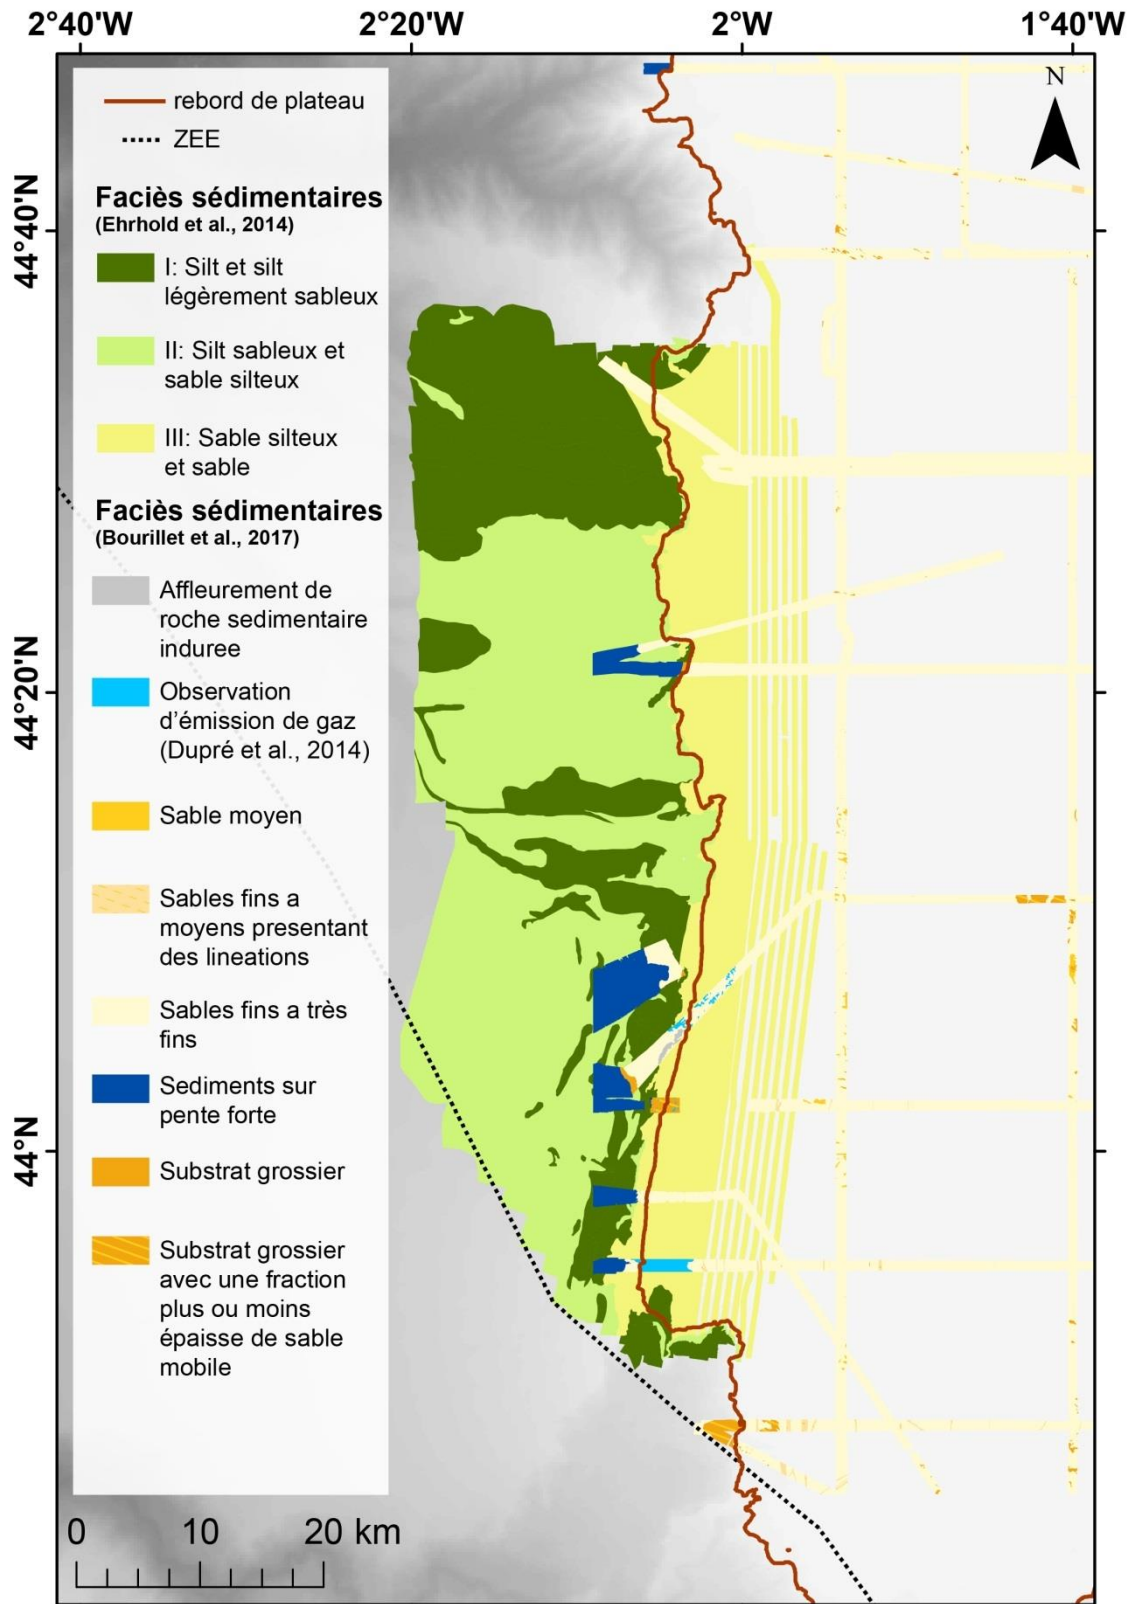 2°40'W 2°20'W 2°W 1°40'W
N
44°40'N
44°20'N
44°N
rebord de plateau
ZEE
Faciès sédimentaires
(Ehrhold et al., 2014)
I: Silt et silt
légèrement sableux
II: Silt sableux et
sable silteux
III: Sable silteux
et sable
Faciès sédimentaires
(Bourillet et al., 2017)
Affleurement de
roche sedimentaire
induree
Observation
d'émission de gaz
(Dupré et al., 2014)
Sable moyen
Sables fins a
moyens presentant
des lineations
Sables fins a très
fins
Sediments sur
pente forte
Substrat grossier
Substrat grossier
avec une fraction
plus ou moins
épaisse de sable
mobile
0 10 20 km